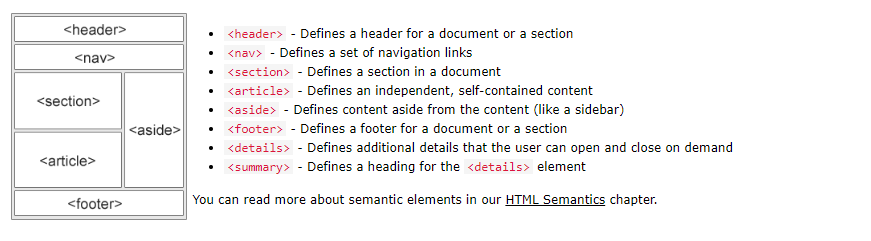 <header>
<nav>
<section>
<aside>
<article>
<footer>
• <header> - Defines a header for a document or a section
• <nav> - Defines a set of navigation links
• <section> - Defines a section in a document
• <article> - Defines an independent, self-contained content
• <aside> - Defines content aside from the content (like a sidebar)
• <footer> - Defines a footer for a document or a section
• <details> - Defines additional details that the user can open and close on demand
• <summary> - Defines a heading for the <details> element
You can read more about semantic elements in our HTML Semantics chapter.